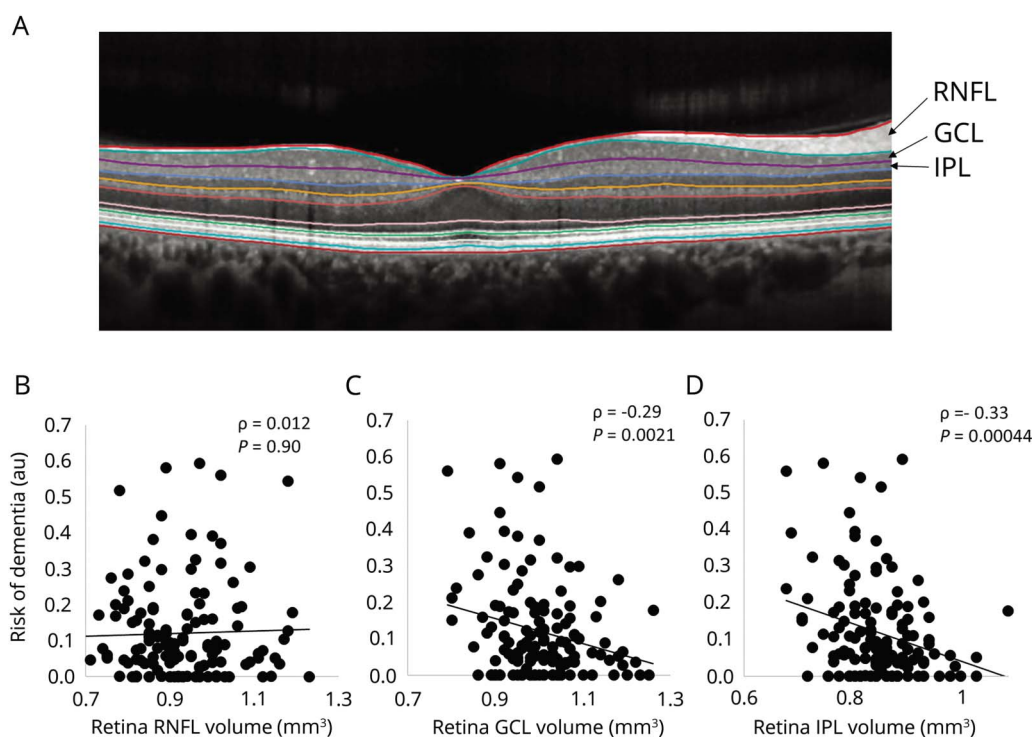 A
RNFL
GCL
IPL
B
ρ = 0.012
P = 0.90
Risk of dementia (au)
0.7
0.6
0.5
0.4
0.3
0.2
0.1
0.0
0.7 0.9 1.1 1.3
Retina RNFL volume (mm³)
C
ρ = -0.29
P = 0.0021
0.7
0.6
0.5
0.4
0.3
0.2
0.1
0.0
0.7 0.9 1.1 1.3
Retina GCL volume (mm³)
D
ρ =- 0.33
P = 0.00044
0.7
0.6
0.5
0.4
0.3
0.2
0.1
0.0
0.6 0.8 1
Retina IPL volume (mm³)